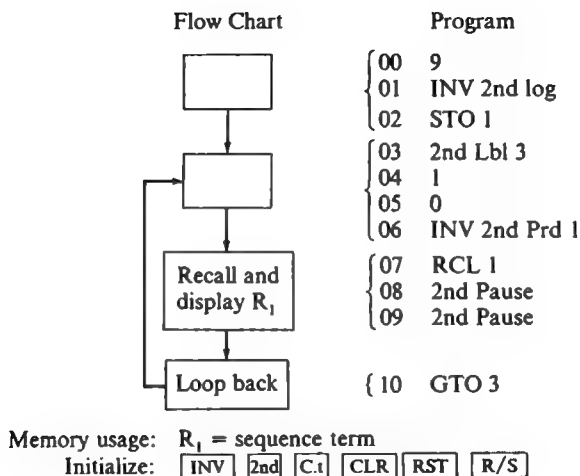 Flow Chart Program
00 9
01 INV 2nd log
02 STO 1
03 2nd Lbl 3
04 1
05 0
06 INV 2nd Prd 1
Recall and
display R₁
07 RCL 1
08 2nd Pause
09 2nd Pause
Loop back
10 GTO 3
Memory usage: R₁ = sequence term
Initialize: INV 2nd C.t CLR RST R/S